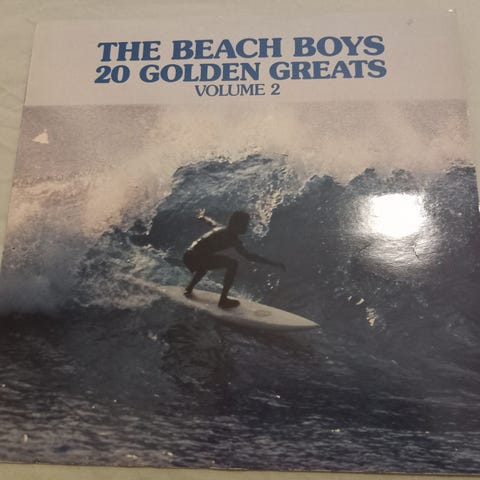 THE BEACH BOYS
20 GOLDEN GREATS
VOLUME 2